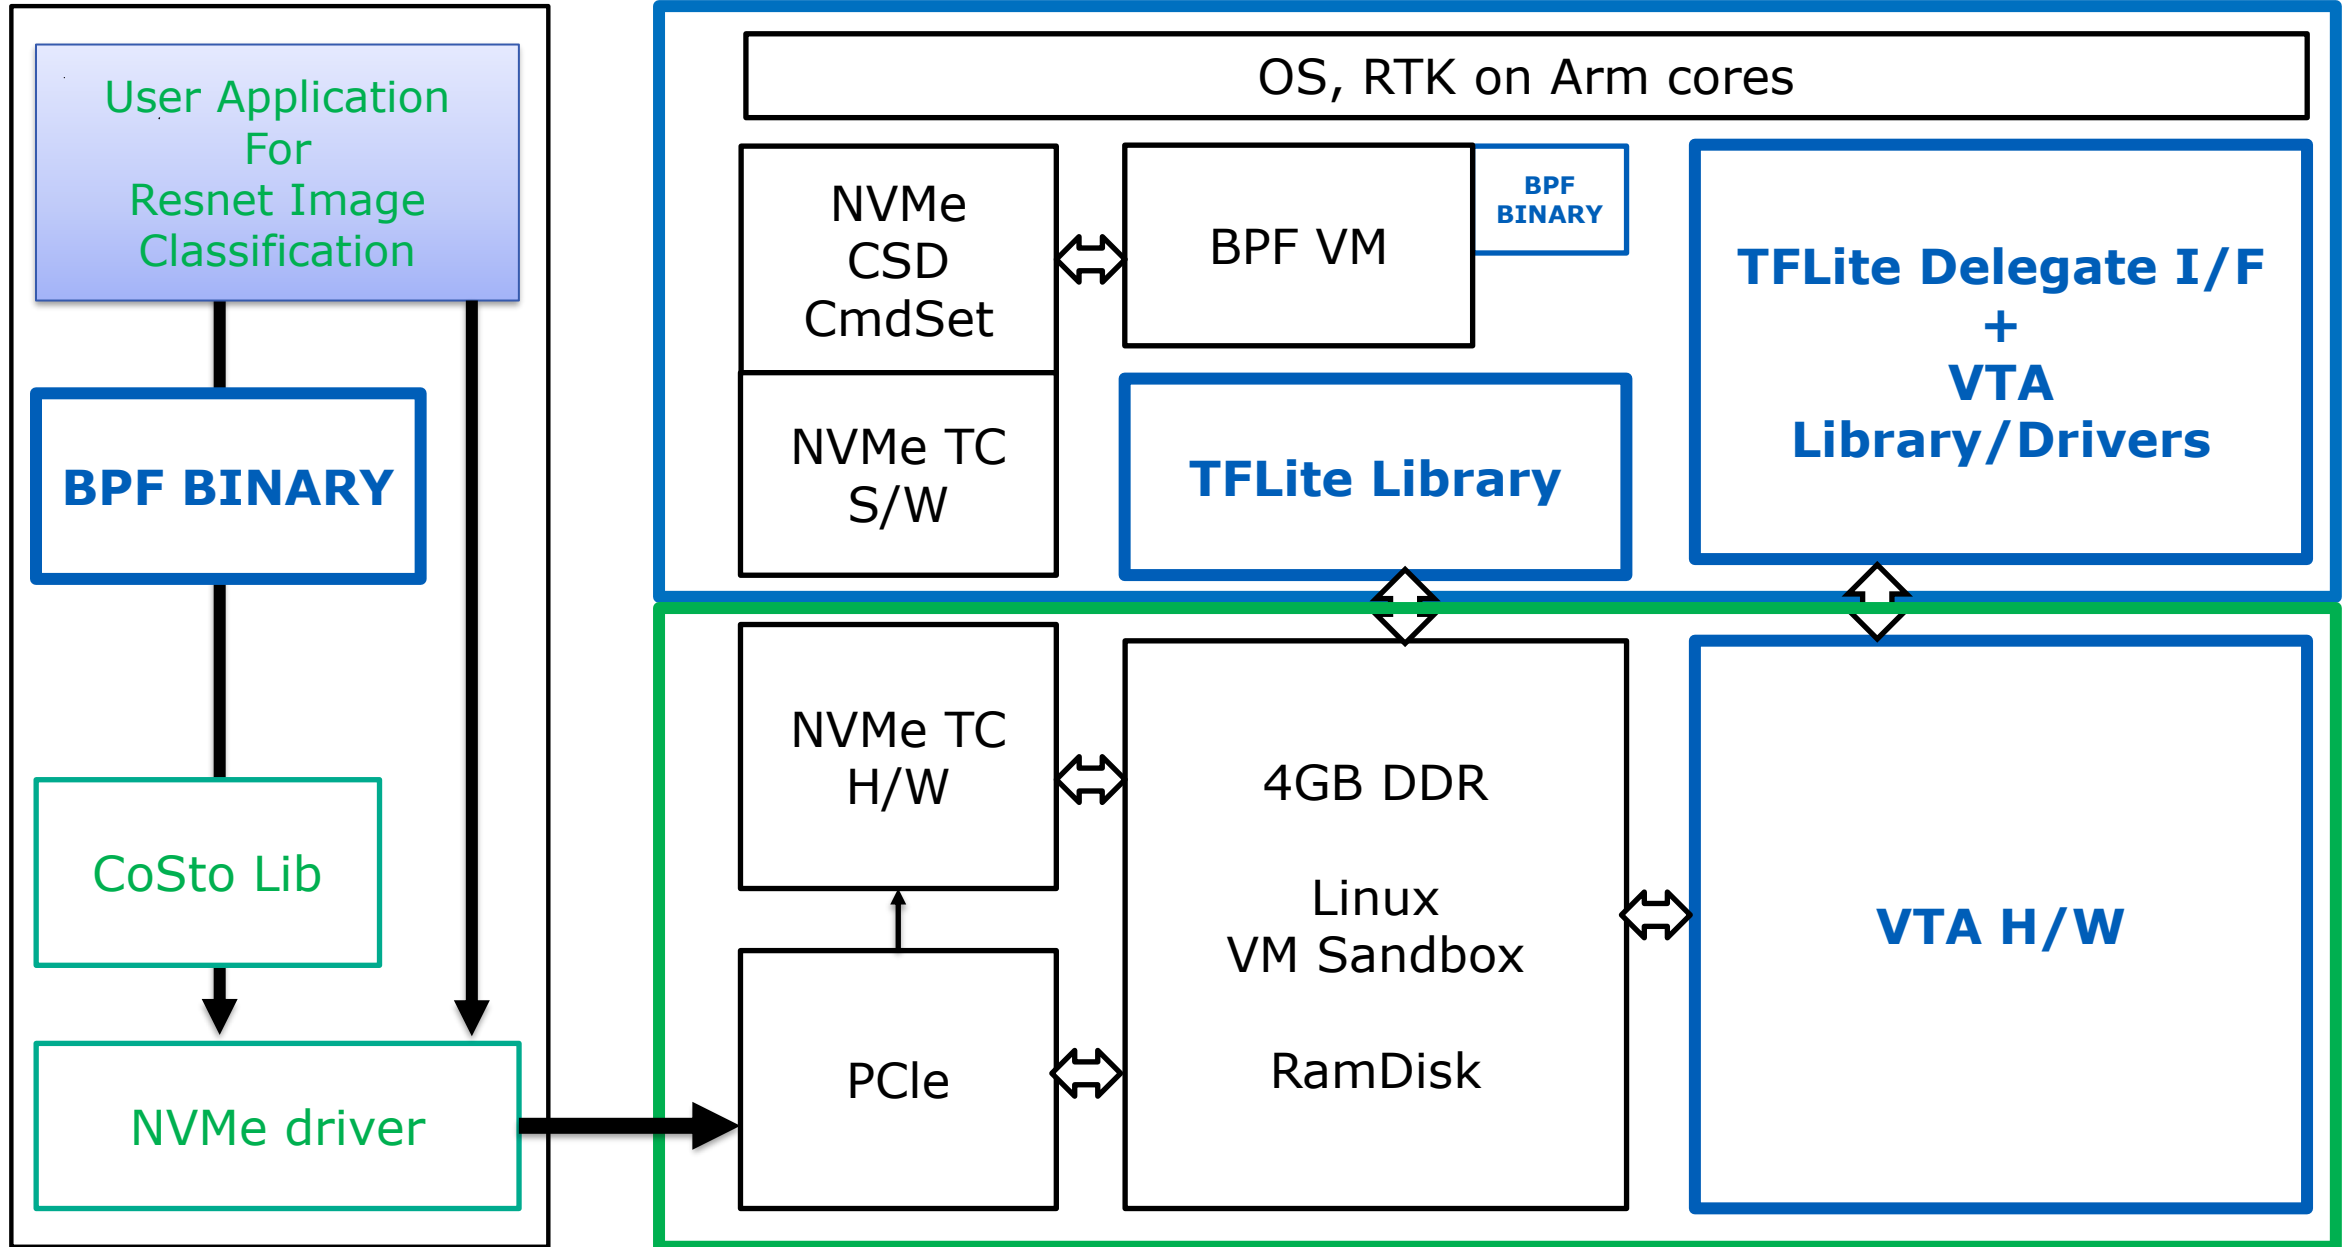 User Application
For
Resnet Image
Classification
BPF BINARY
CoSto Lib
NVMe driver
OS, RTK on Arm cores
NVMe
CSD
CmdSet
BPF VM
BPF
BINARY
TFLite Delegate I/F
+
VTA
Library/Drivers
NVMe TC
S/W
TFLite Library
NVMe TC
H/W
4GB DDR
Linux
VM Sandbox
RamDisk
VTA H/W
PCle